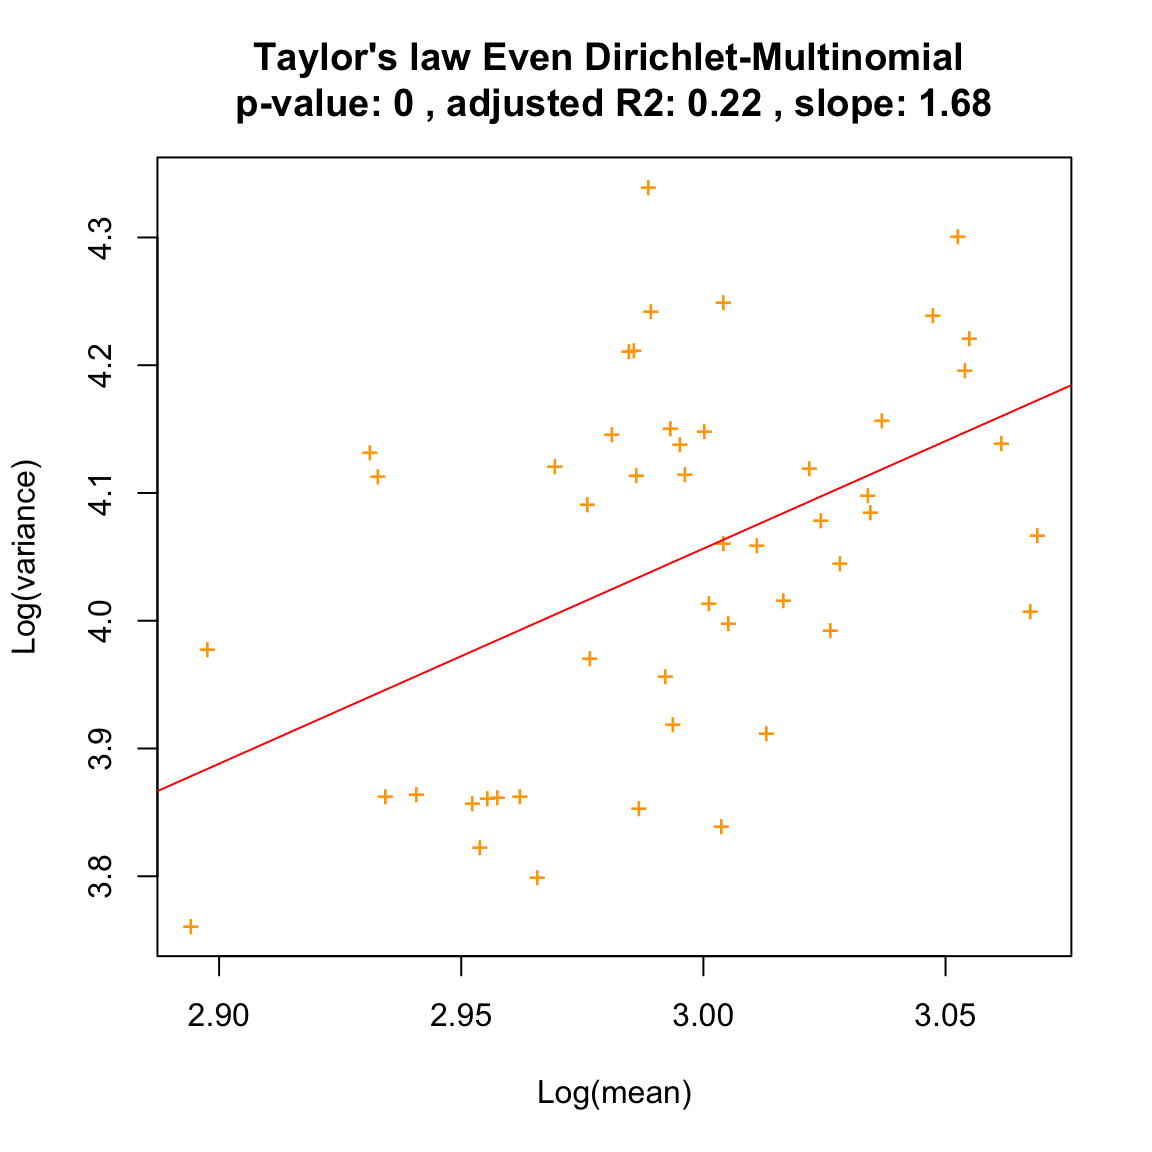 Taylor's law Even Dirichlet-Multinomial
p-value: 0 , adjusted R2: 0.22 , slope: 1.68
4.3
4.2
4.1
4.0
3.9
3.8
Log(variance)
2.90 2.95 3.00 3.05
Log(mean)